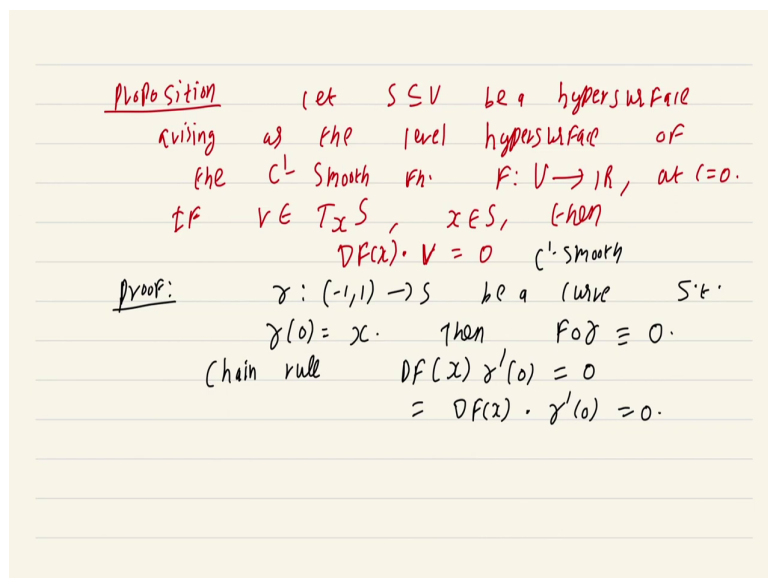 Proposition let S ⊆ V be a hypersurface
arising as the level hypersurface of
the C¹ smooth fn. F: V → IR, at C=0.
If V ∈ TₓS, x ∈ S, then
DF(x) · V = 0 C¹-smooth
Proof: γ : (-1,1) → S be a curve s.t.
γ(0) = x. Then Foγ ≡ 0.
Chain rule DF(x) γ'(0) = 0
= DF(x) · γ'(0) = 0.